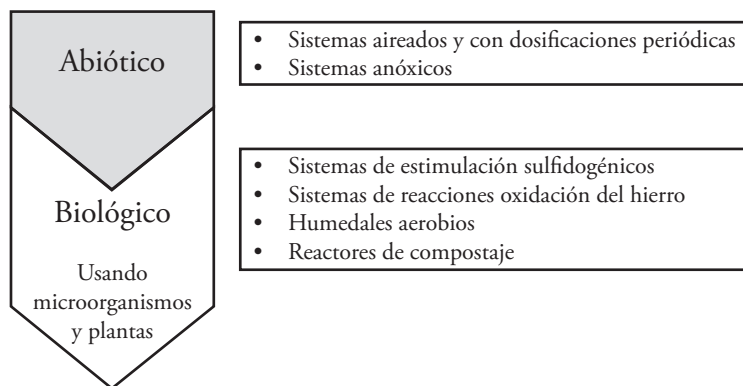 Abiótico
• Sistemas aireados y con dosificaciones periódicas
• Sistemas anóxicos
Biológico
Usando
microorganismos
y plantas
• Sistemas de estimulación sulfidogénicos
• Sistemas de reacciones oxidación del hierro
• Humedales aerobios
• Reactores de compostaje